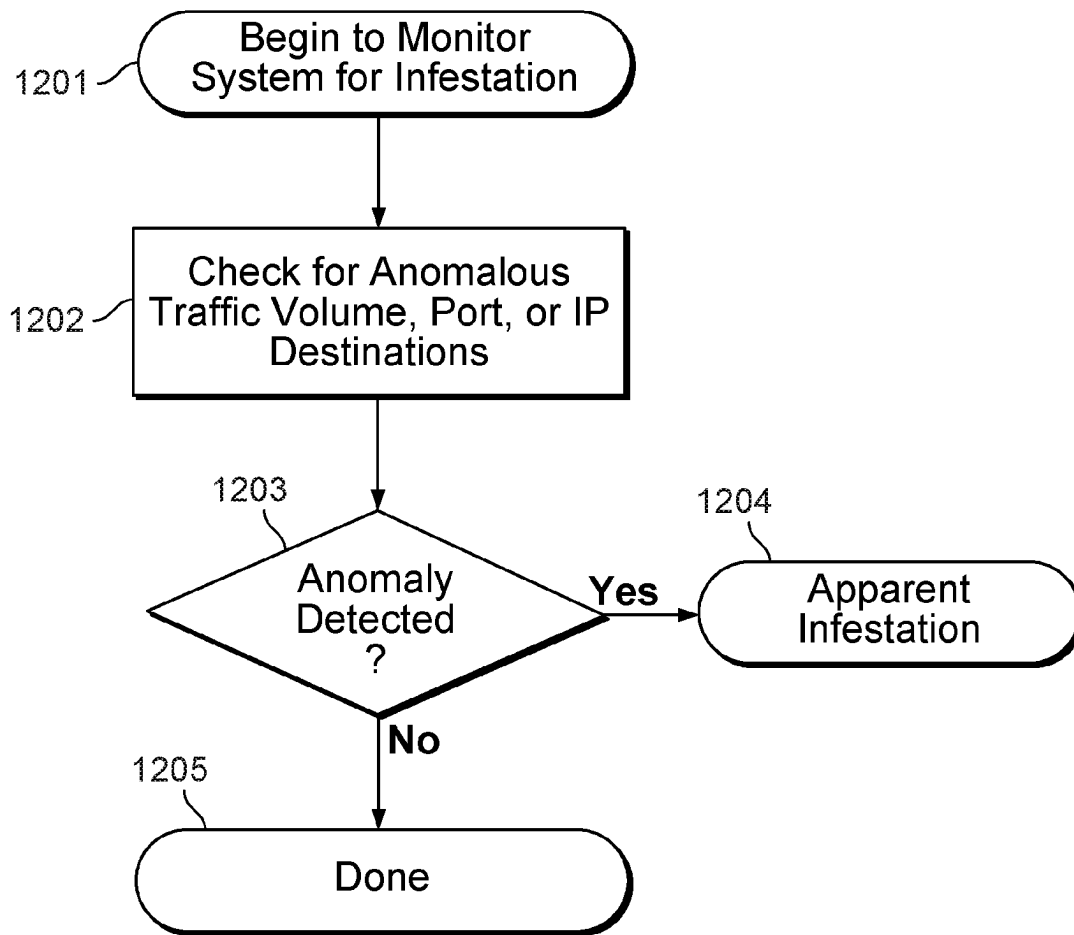 Begin to Monitor
System for Infestation
1201
Check for Anomalous
Traffic Volume, Port, or IP
Destinations
1202
1203
Anomaly
Detected
?
Yes
1204
Apparent
Infestation
No
1205
Done